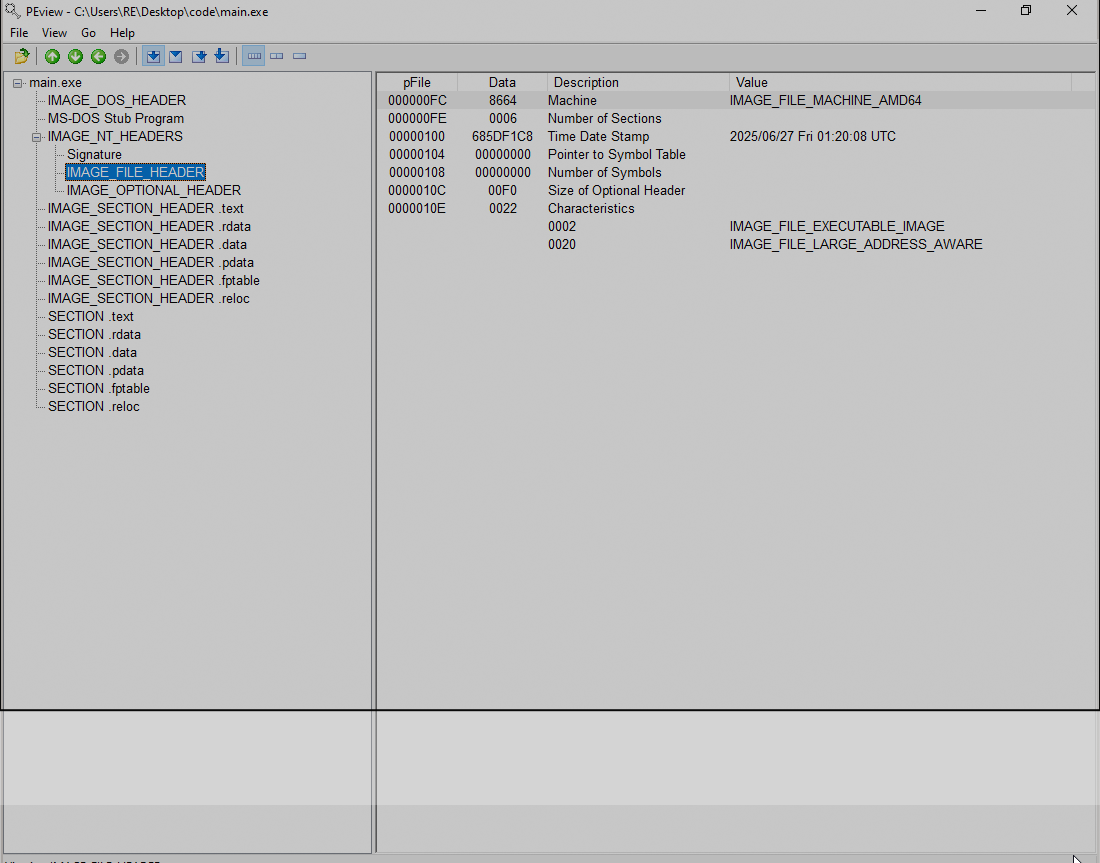 PEview - C:\Users\RE\Desktop\code\main.exe
File View Go Help
main.exe
IMAGE_DOS_HEADER
MS-DOS Stub Program
IMAGE_NT_HEADERS
Signature
IMAGE_FILE_HEADER
IMAGE_OPTIONAL_HEADER
IMAGE_SECTION_HEADER .text
IMAGE_SECTION_HEADER .rdata
IMAGE_SECTION_HEADER .data
IMAGE_SECTION_HEADER .pdata
IMAGE_SECTION_HEADER .fptable
IMAGE_SECTION_HEADER .reloc
SECTION .text
SECTION .rdata
SECTION .data
SECTION .pdata
SECTION .fptable
SECTION .reloc
pFile Data Description Value
000000FC 8664 Machine IMAGE_FILE_MACHINE_AMD64
000000FE 0006 Number of Sections
00000100 685DF1C8 Time Date Stamp 2025/06/27 Fri 01:20:08 UTC
00000104 00000000 Pointer to Symbol Table
00000108 00000000 Number of Symbols
0000010C 00F0 Size of Optional Header
0000010E 0022 Characteristics
0002 IMAGE_FILE_EXECUTABLE_IMAGE
0020 IMAGE_FILE_LARGE_ADDRESS_AWARE